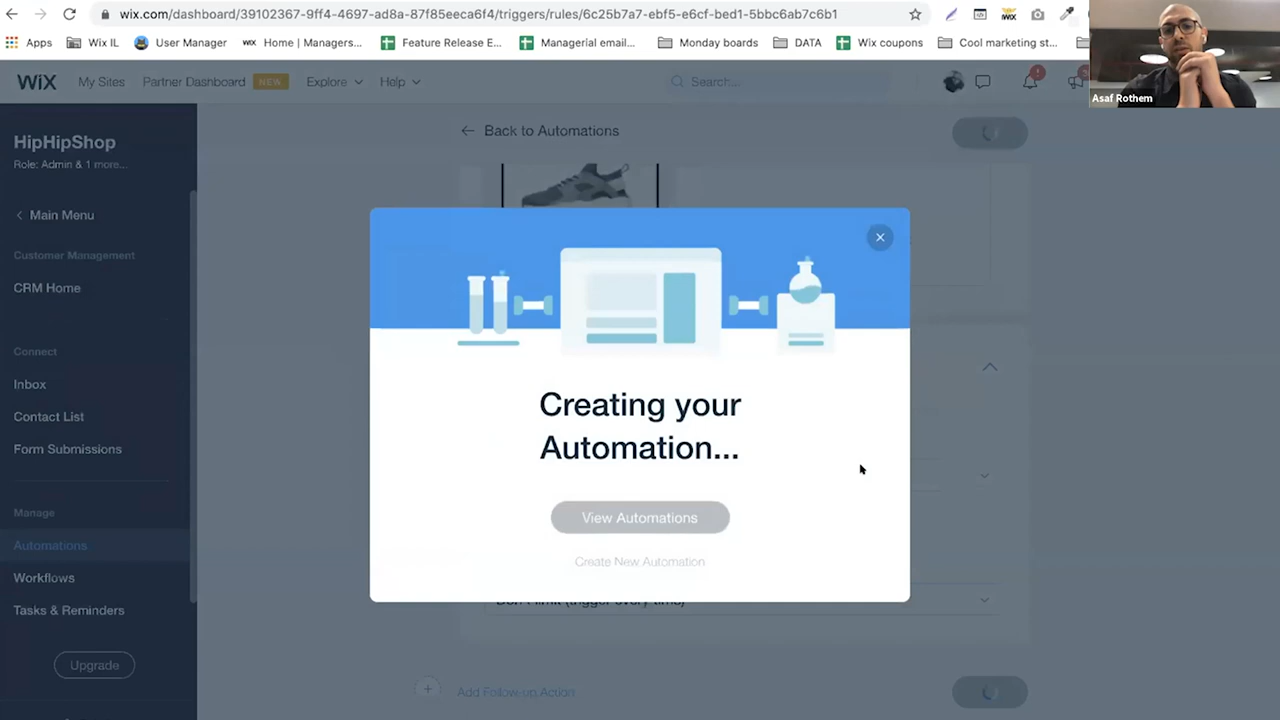 wix.com/dashboard/39102367-9ff4-4697-ad8a-87f85eeca6f4/triggers/rules/6c25b7a7-ebf5-e6cf-bed1-5bbc6ab7c6b1
Apps
Wix IL
User Manager
WiX
Home | Managers...
Feature Release E...
Managerial email...
Monday boards
DATA
Wix coupons
Cool marketing st...
Asaf Rothem
WiX
My Sites
Partner Dashboard
NEW
Explore
Help
Search...
HipHipShop
Role: Admin & 1 more...
Main Menu
Customer Management
CRM Home
Connect
Inbox
Contact List
Form Submissions
Manage
Automations
Workflows
Tasks & Reminders
Upgrade
Back to Automations
Creating your
Automation...
View Automations
Create New Automation
(trigger every time)
Add Follow-up Action